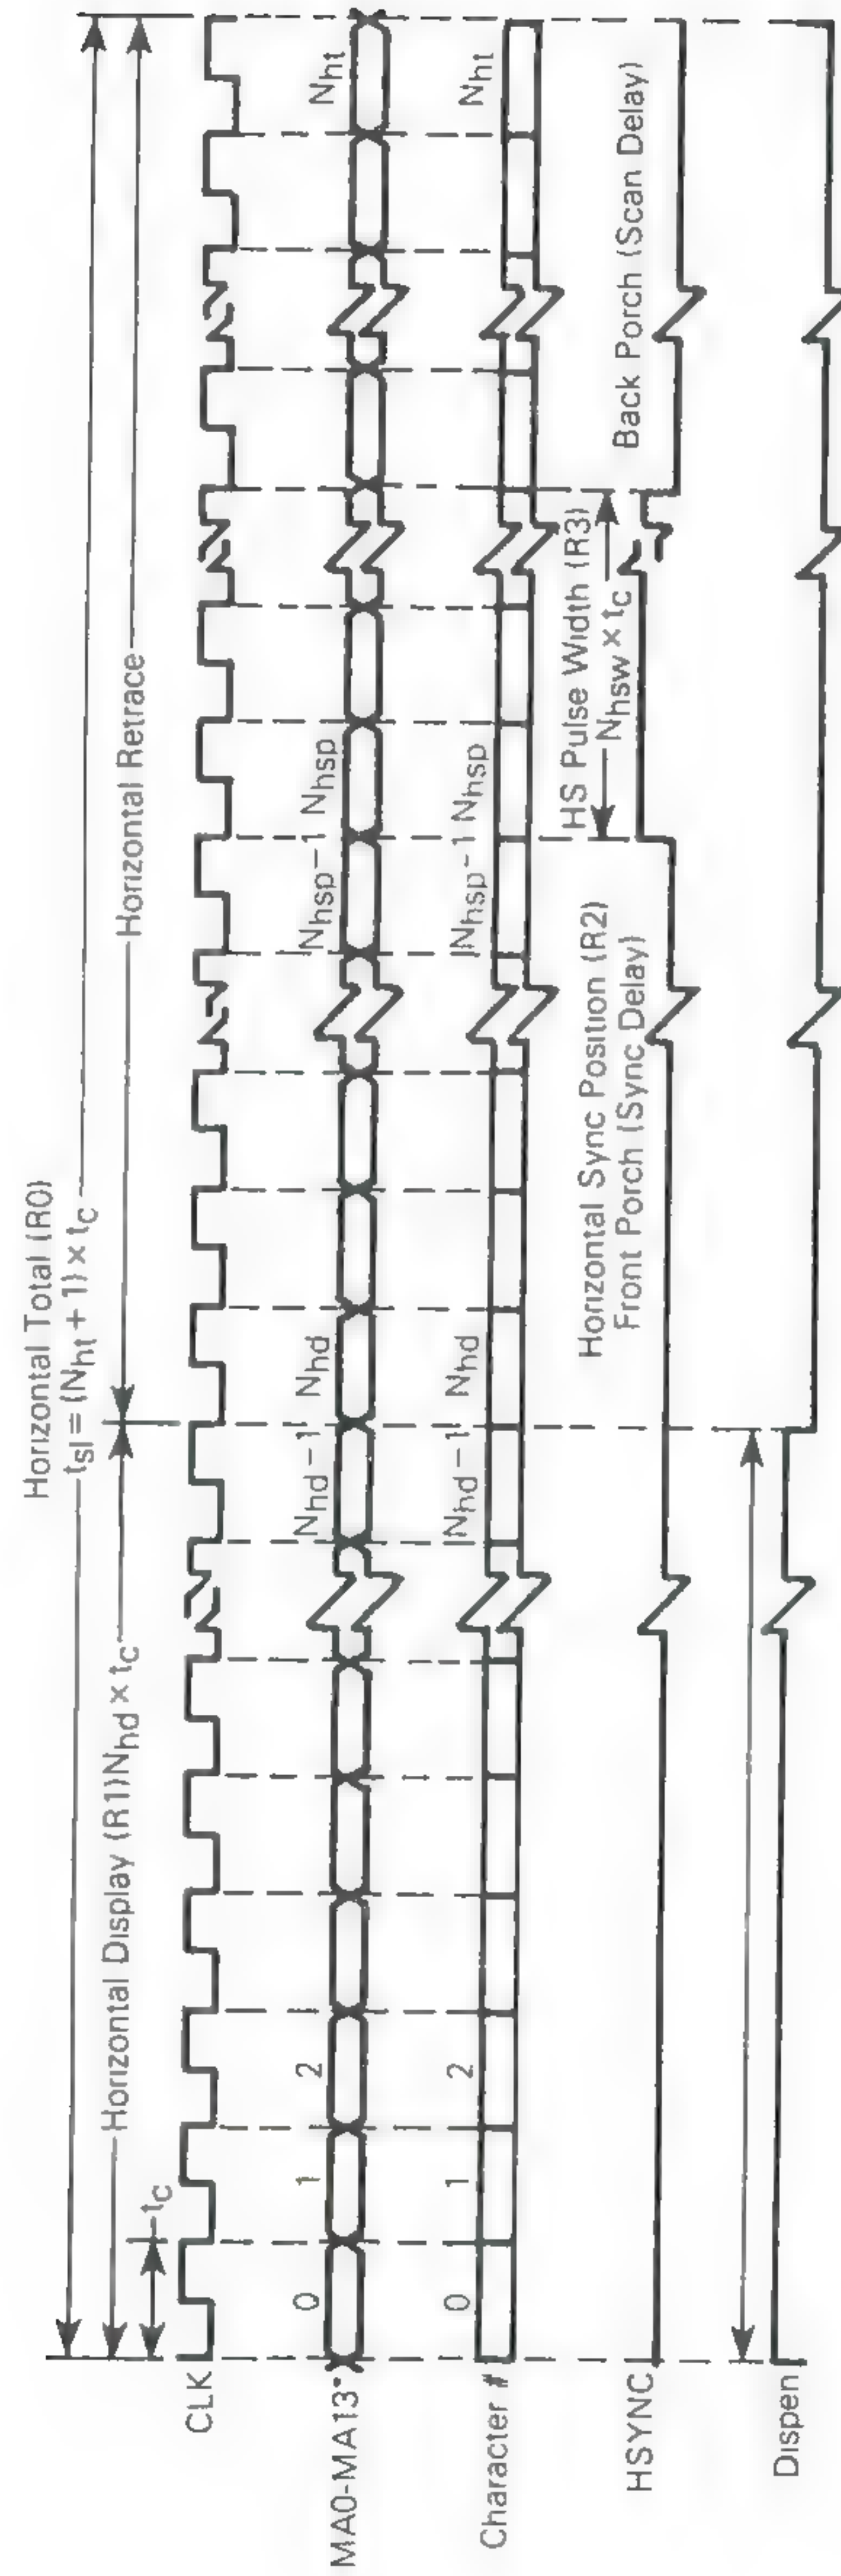 Horizontal Total (R0)
tsl = (Nht + 1) × tc
Horizontal Display (R1) Nhd × tc
Horizontal Retrace
tc
CLK
MA0-MA13*
0 1 2 Nhd − 1 Nhd Nhsp − 1 Nhsp Nht
Character #
0 1 2 Nhd − 1 Nhd Nhsp − 1 Nhsp Nht
HSYNC
Horizontal Sync Position (R2)
Front Porch (Sync Delay)
HS Pulse Width (R3)
Nhsw × tc
Back Porch (Scan Delay)
Dispen